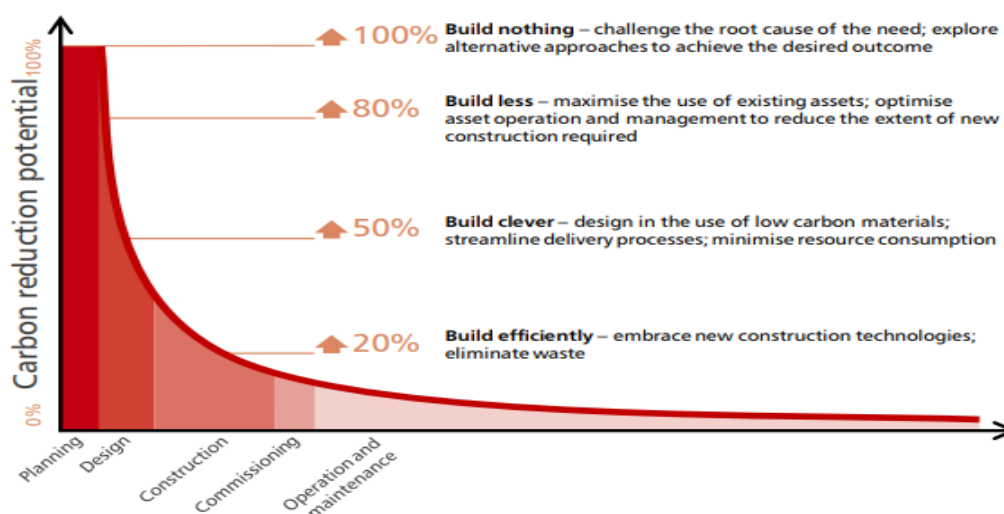 100%
Build nothing – challenge the root cause of the need; explore
alternative approaches to achieve the desired outcome
80%
Build less – maximise the use of existing assets; optimise
asset operation and management to reduce the extent of new
construction required
50%
Build clever – design in the use of low carbon materials;
streamline delivery processes; minimise resource consumption
20%
Build efficiently – embrace new construction technologies;
eliminate waste
Carbon reduction potential
100%
0%
Planning
Design
Construction
Commissioning
Operation and
maintenance